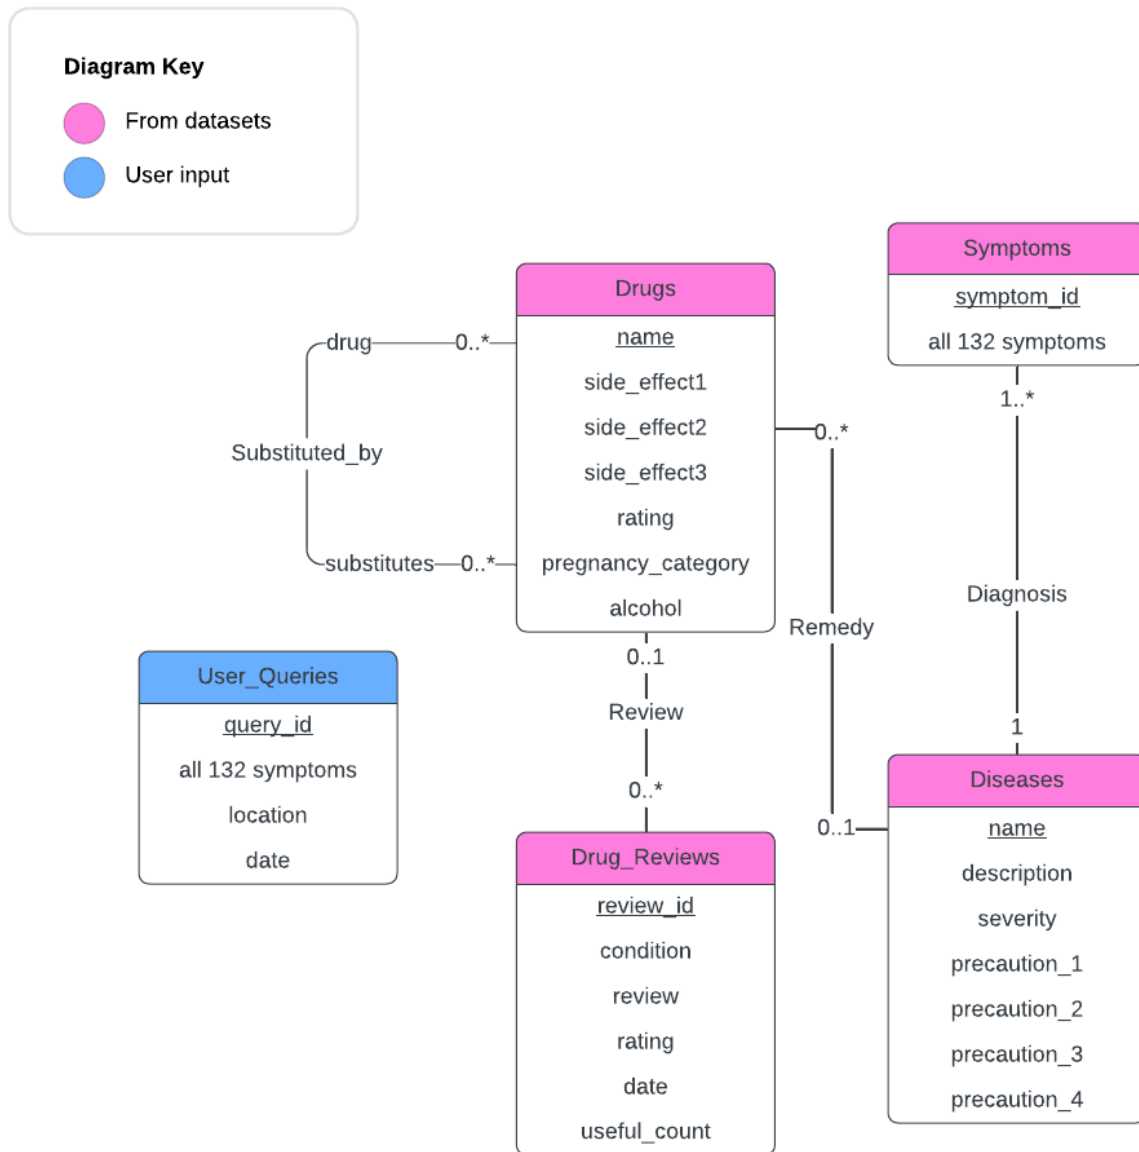 Diagram Key
From datasets
User input
Symptoms
symptom_id
all 132 symptoms
1..*
Diagnosis
1
Drugs
name
side_effect1
side_effect2
side_effect3
rating
pregnancy_category
alcohol
drug
0..*
Substituted_by
substitutes
0..*
0..*
Remedy
0..1
0..1
Review
0..*
User_Queries
query_id
all 132 symptoms
location
date
Drug_Reviews
review_id
condition
review
rating
date
useful_count
Diseases
name
description
severity
precaution_1
precaution_2
precaution_3
precaution_4